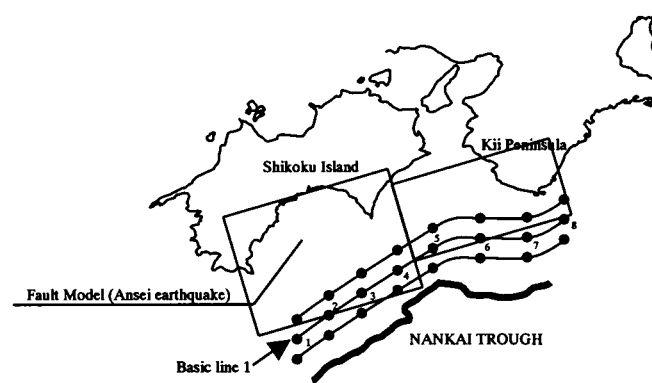 Kii Peninsula
Shikoku Island
5
8
6
7
4
3
2
Fault Model (Ansei earthquake)
1
NANKAI TROUGH
Basic line 1